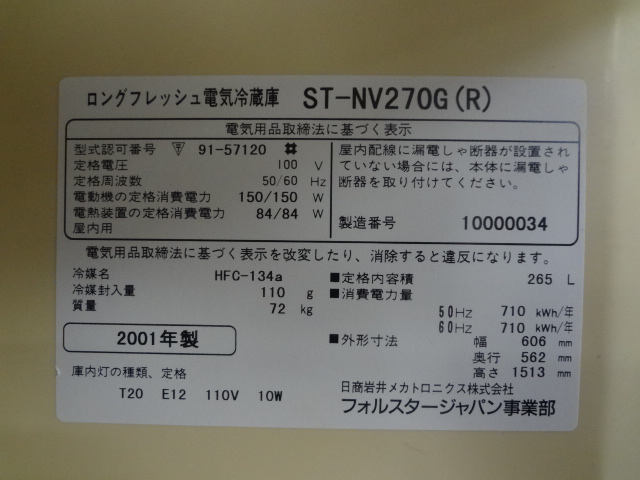 ロングフレッシュ電気冷蔵庫 ST-NV270G(R)
電気用品取締法に基づく表示
型式認可番号 〒 91-57120
定格電圧 100 V
定格周波数 50/60 Hz
電動機の定格消費電力 150/150 W
電熱装置の定格消費電力 84/84 W
屋内用
屋内配線に漏電しゃ断器が設置され
ていない場合には、本体に漏電しゃ
断器を取り付けてください。
製造番号 10000034
電気用品取締法に基づく表示を改変したり、消除すると違反になります。
冷媒名 HFC-134a
冷媒封入量 110 g
質量 72 kg
2001年製
庫内灯の種類、定格
T20 E12 110V 10W
■定格内容積 265 L
■消費電力量
50Hz 710 kWh/年
60Hz 710 kWh/年
■外形寸法 幅 606 mm
奥行 562 mm
高さ 1513 mm
日商岩井メカトロニクス株式会社
フォルスタージャパン事業部